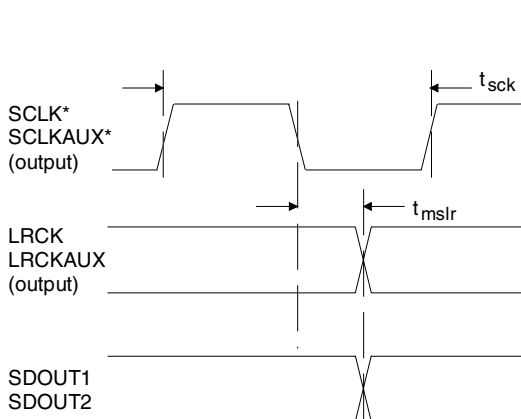 t_sck
SCLK*
SCLKAUX*
(output)
t_mslr
LRCK
LRCKAUX
(output)
SDOUT1
SDOUT2